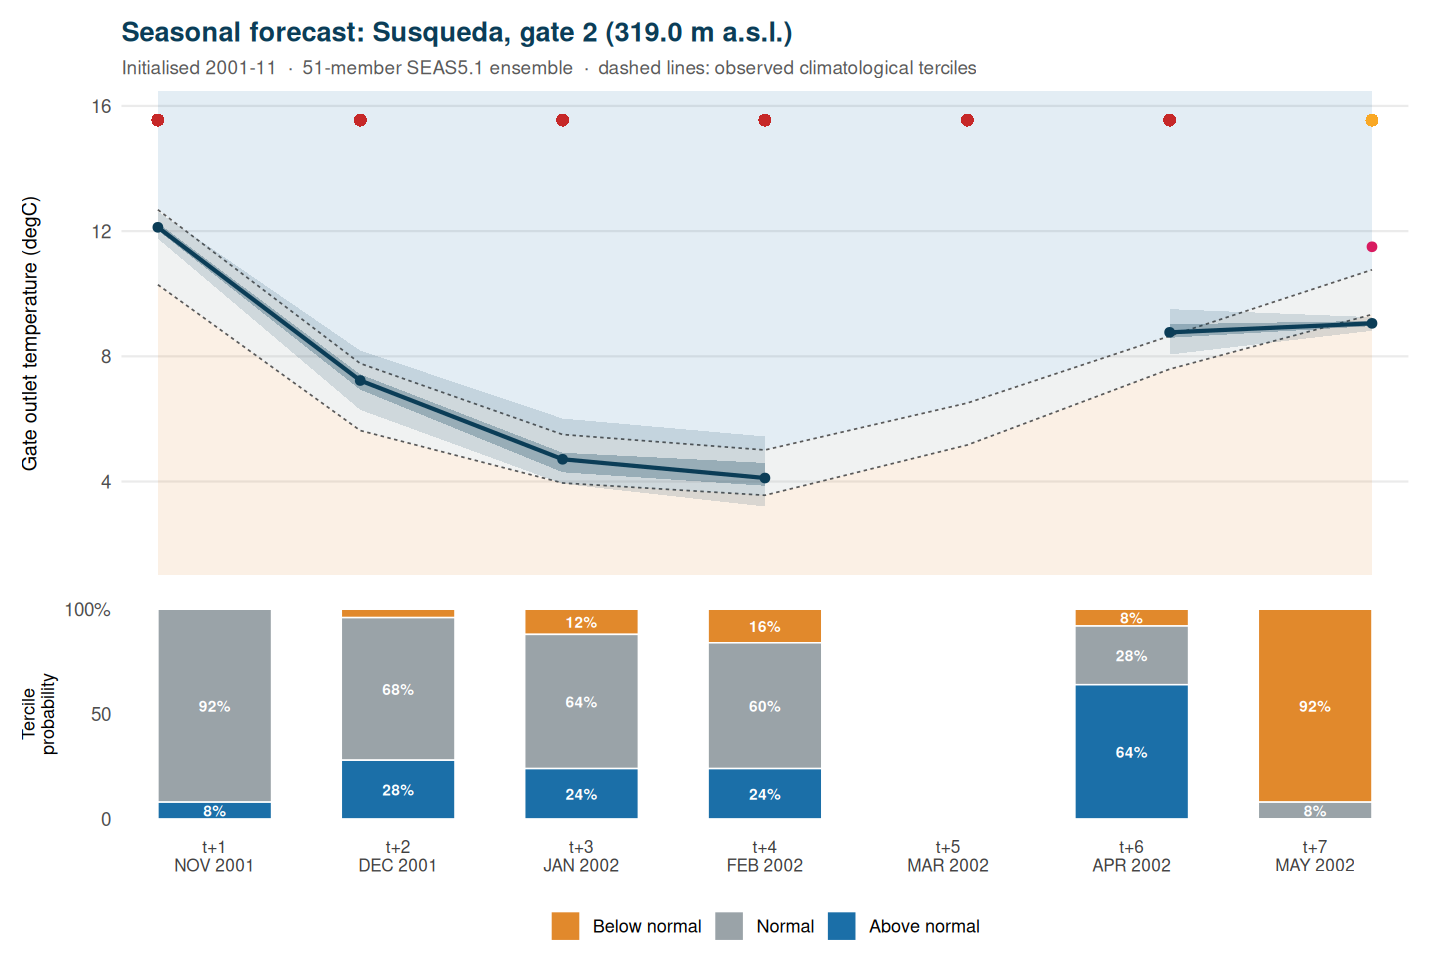 Seasonal forecast: Susqueda, gate 2 (319.0 m a.s.l.)
Initialised 2001-11 · 51-member SEAS5.1 ensemble · dashed lines: observed climatological terciles
Gate outlet temperature (degC)
16
12
8
4
Tercile
probability
100%
50
0
92%
8%
68%
28%
12%
64%
24%
16%
60%
24%
8%
28%
64%
92%
8%
t+1
NOV 2001
t+2
DEC 2001
t+3
JAN 2002
t+4
FEB 2002
t+5
MAR 2002
t+6
APR 2002
t+7
MAY 2002
Below normal
Normal
Above normal